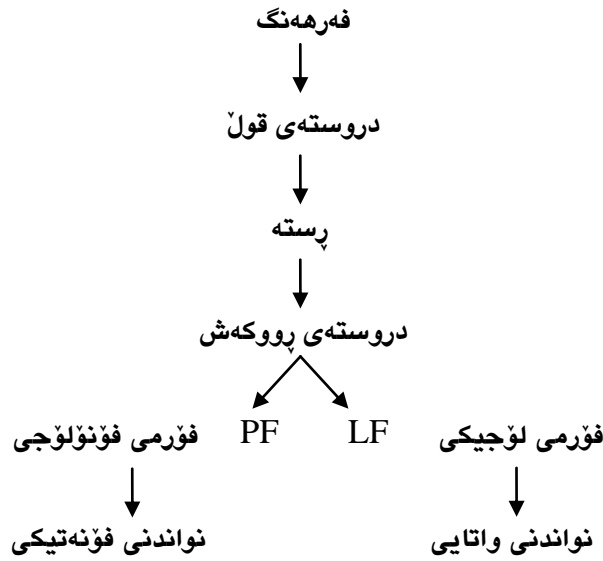 فەرهەنگ
دروستەی قوڵ
ڕستە
دروستەی ڕووکەش
فۆرمی لۆجیکی LF PF فۆرمی فۆنۆلۆجی
نواندنی واتایی نواندنی فۆنەتیکی